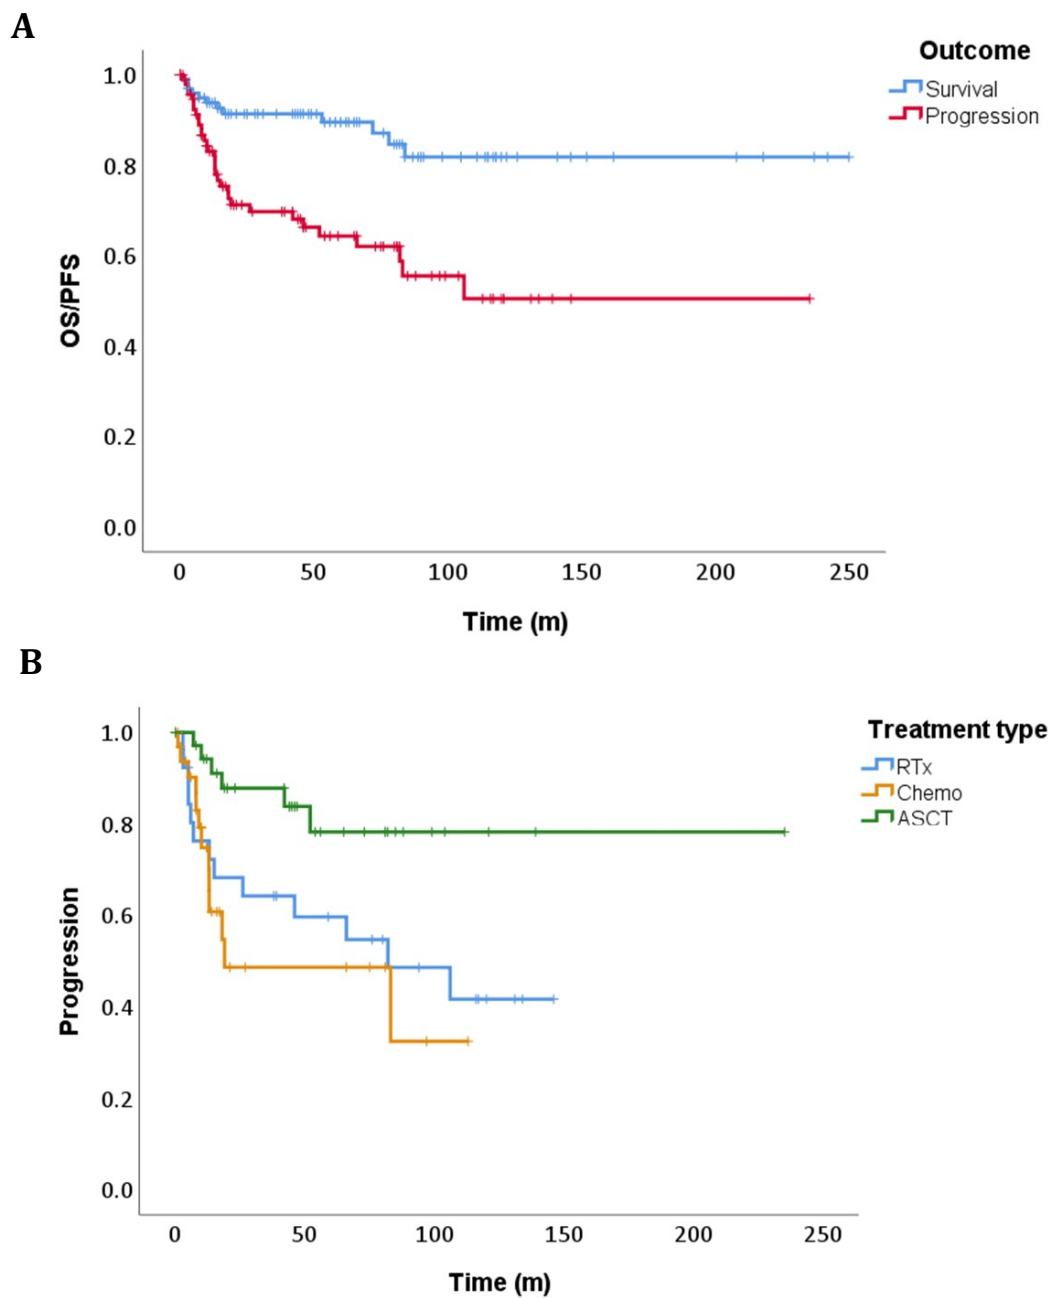 A
Outcome
Survival
Progression
1.0
0.8
0.6
0.4
0.2
0.0
OS/PFS
0 50 100 150 200 250
Time (m)
B
Treatment type
RTx
Chemo
ASCT
1.0
0.8
0.6
0.4
0.2
0.0
Progression
0 50 100 150 200 250
Time (m)